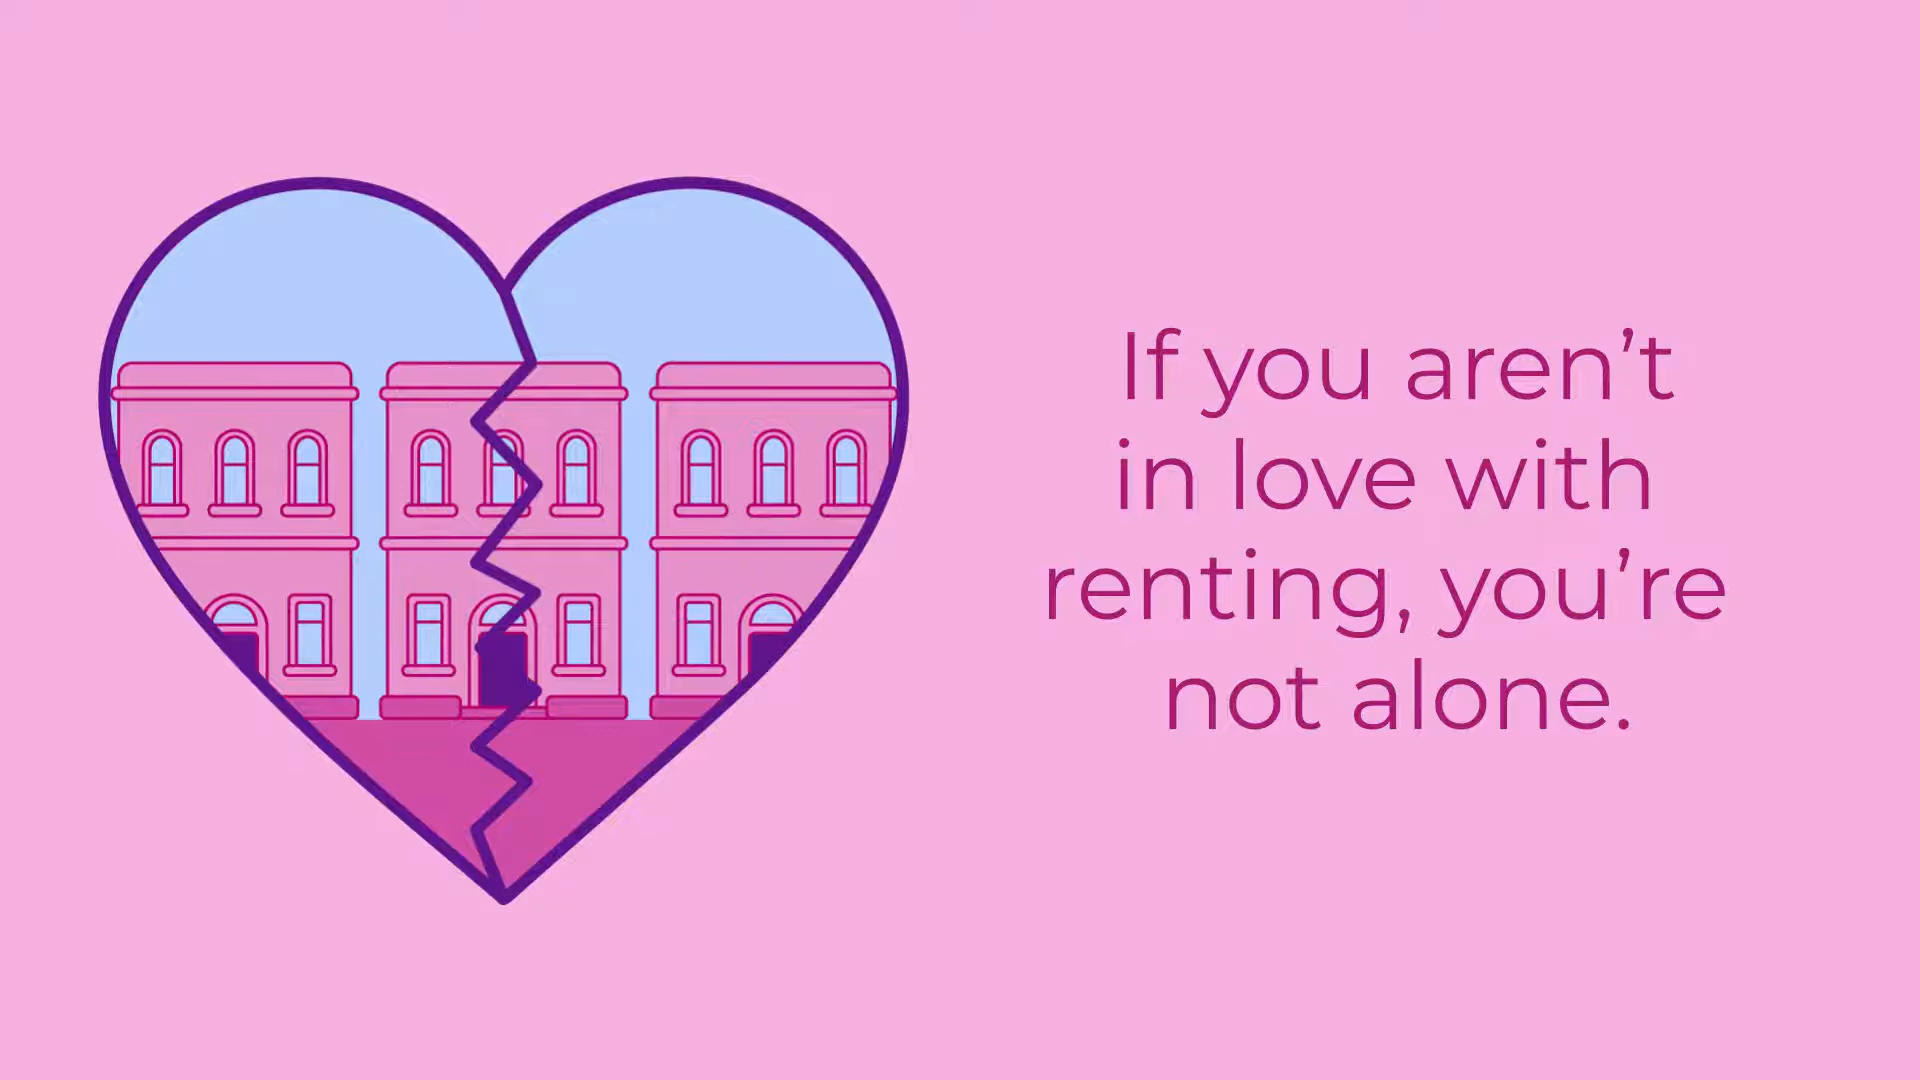 If you aren’t
in love with
renting, you’re
not alone.